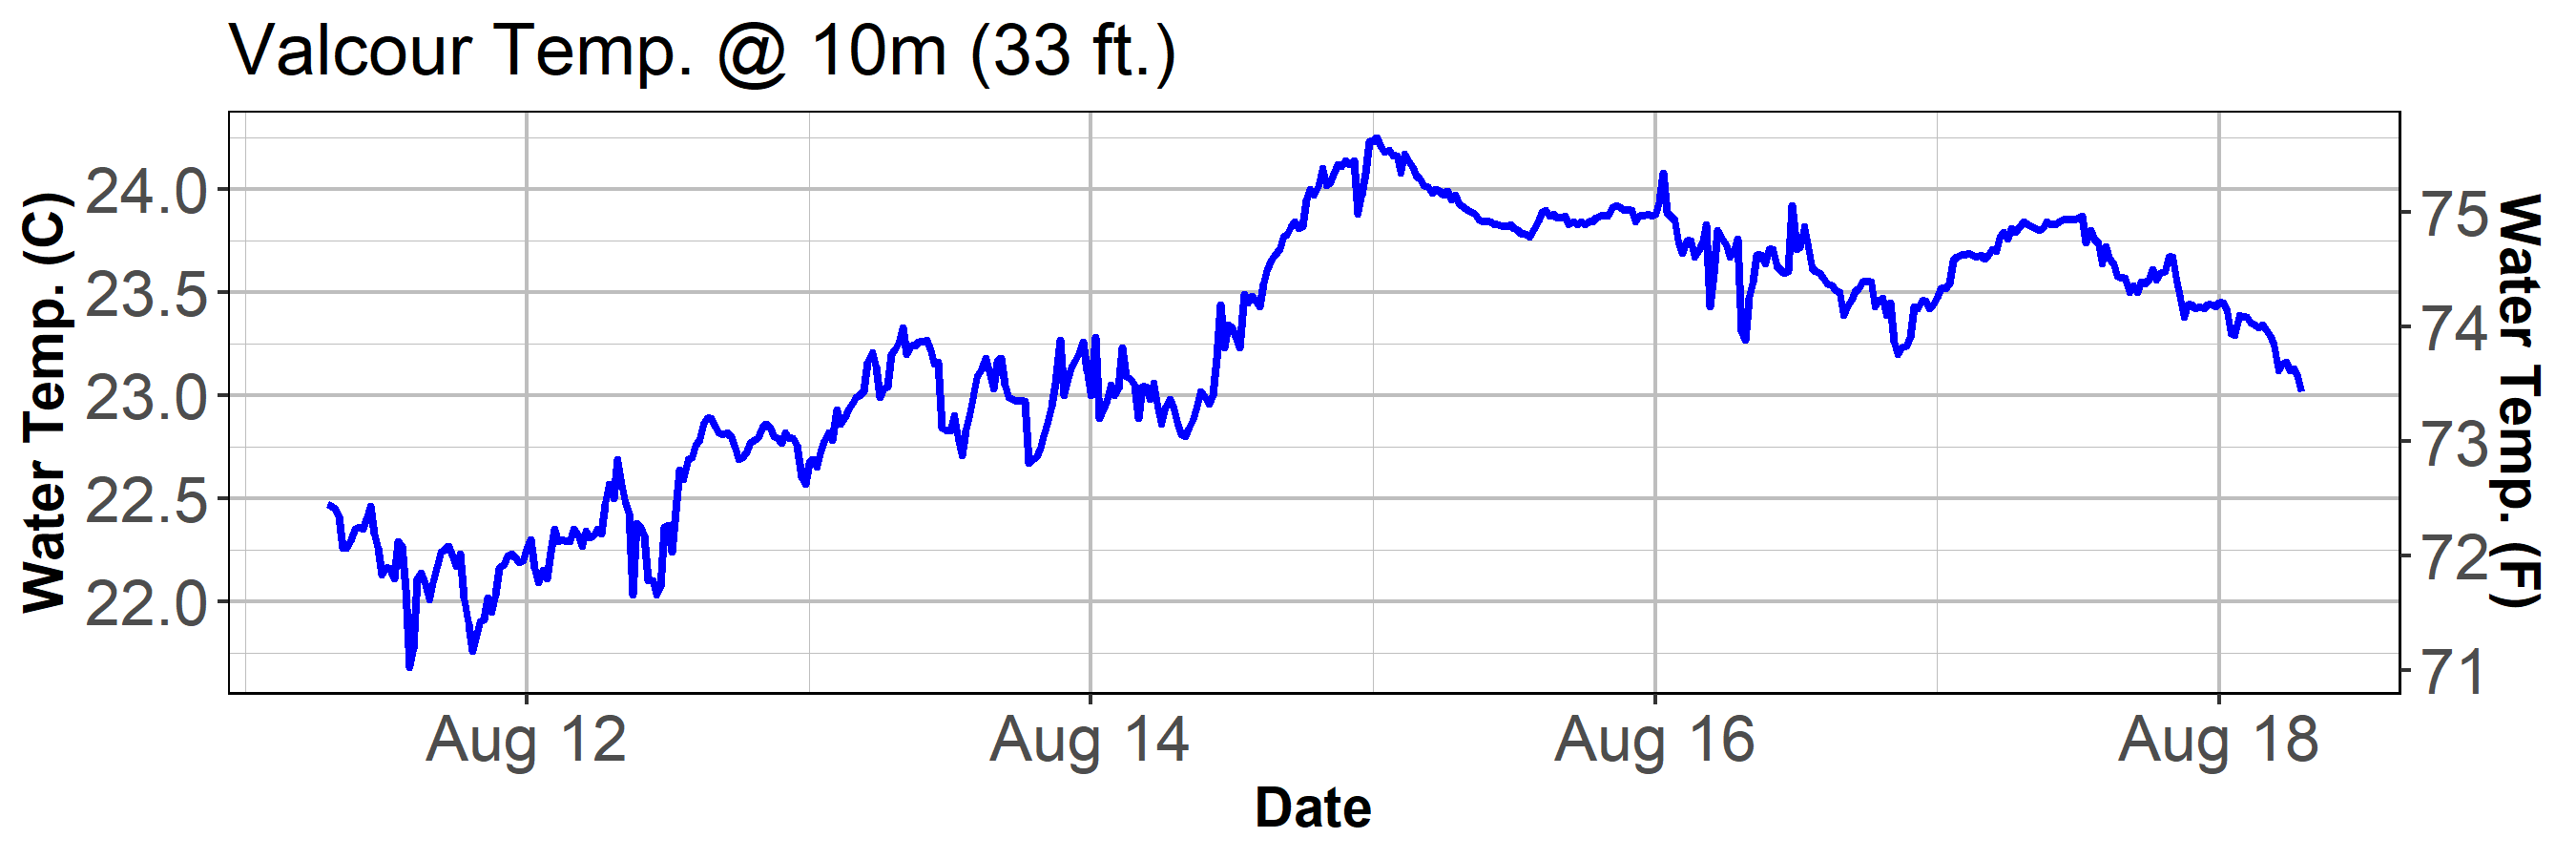 Valcour Temp. @ 10m (33 ft.)
Water Temp. (C)
24.0
23.5
23.0
22.5
22.0
75
74
73
72
71
Water Temp. (F)
Aug 12 Aug 14 Aug 16 Aug 18
Date